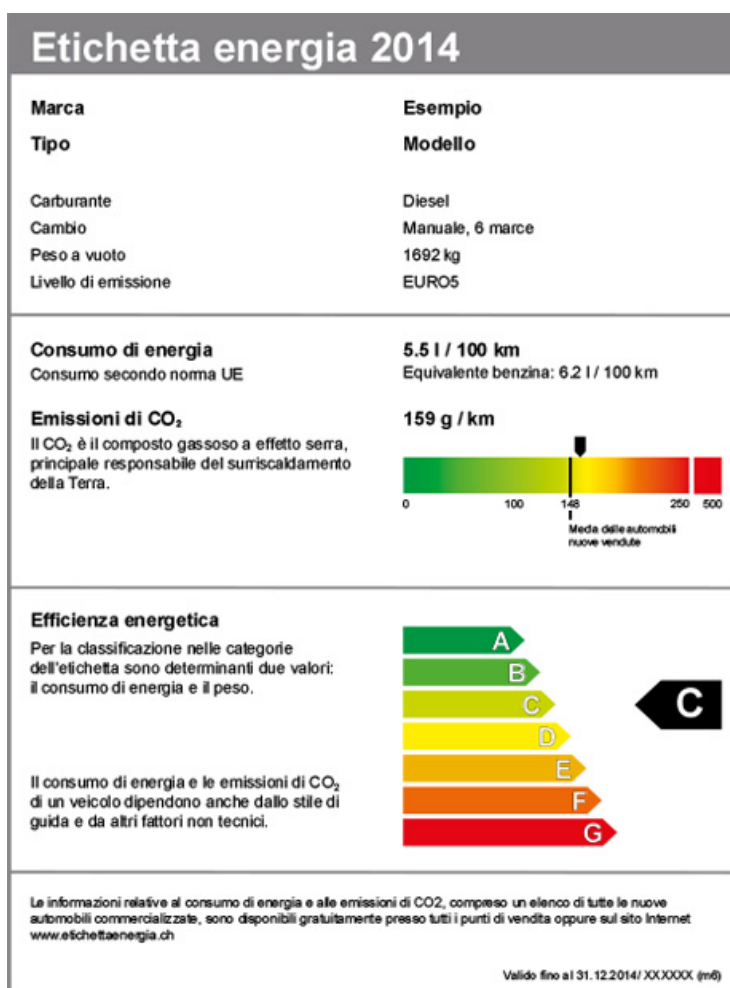 Etichetta energia 2014
Marca Esempio
Tipo Modello
Carburante Diesel
Cambio Manuale, 6 marce
Peso a vuoto 1692 kg
Livello di emissione EURO5
Consumo di energia 5.5 l / 100 km
Consumo secondo norma UE Equivalente benzina: 6.2 l / 100 km
Emissioni di CO₂ 159 g / km
Il CO₂ è il composto gassoso a effetto serra,
principale responsabile del surriscaldamento
della Terra.
0 100 148 250 500
Media delle automobili
nuove vendute
Efficienza energetica
Per la classificazione nelle categorie
dell'etichetta sono determinanti due valori:
il consumo di energia e il peso.
Il consumo di energia e le emissioni di CO₂
di un veicolo dipendono anche dallo stile di
guida e da altri fattori non tecnici.
A
B
C
D
E
F
G
C
Le informazioni relative al consumo di energia e alle emissioni di CO2, compreso un elenco di tutte le nuove
automobili commercializzate, sono disponibili gratuitamente presso tutti i punti di vendita oppure sul sito Internet
www.etichettaenergia.ch
Valido fino al 31.12.2014/ XXXXXX (m6)